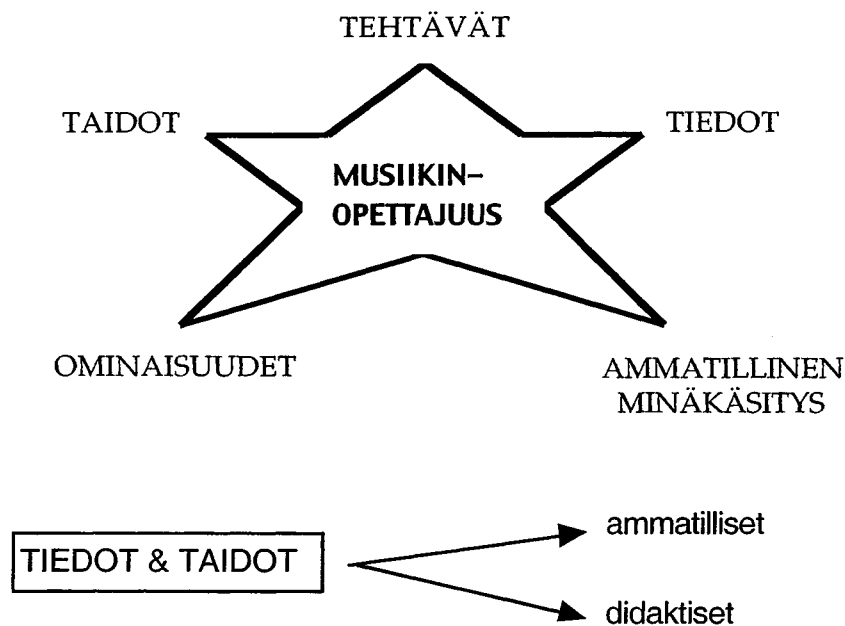 TEHTÄVÄT
TAIDOT
TIEDOT
MUSIIKIN–
OPETTAJUUS
OMINAISUUDET
AMMATILLINEN
MINÄKÄSITYS
TIEDOT & TAIDOT
ammatilliset
didaktiset